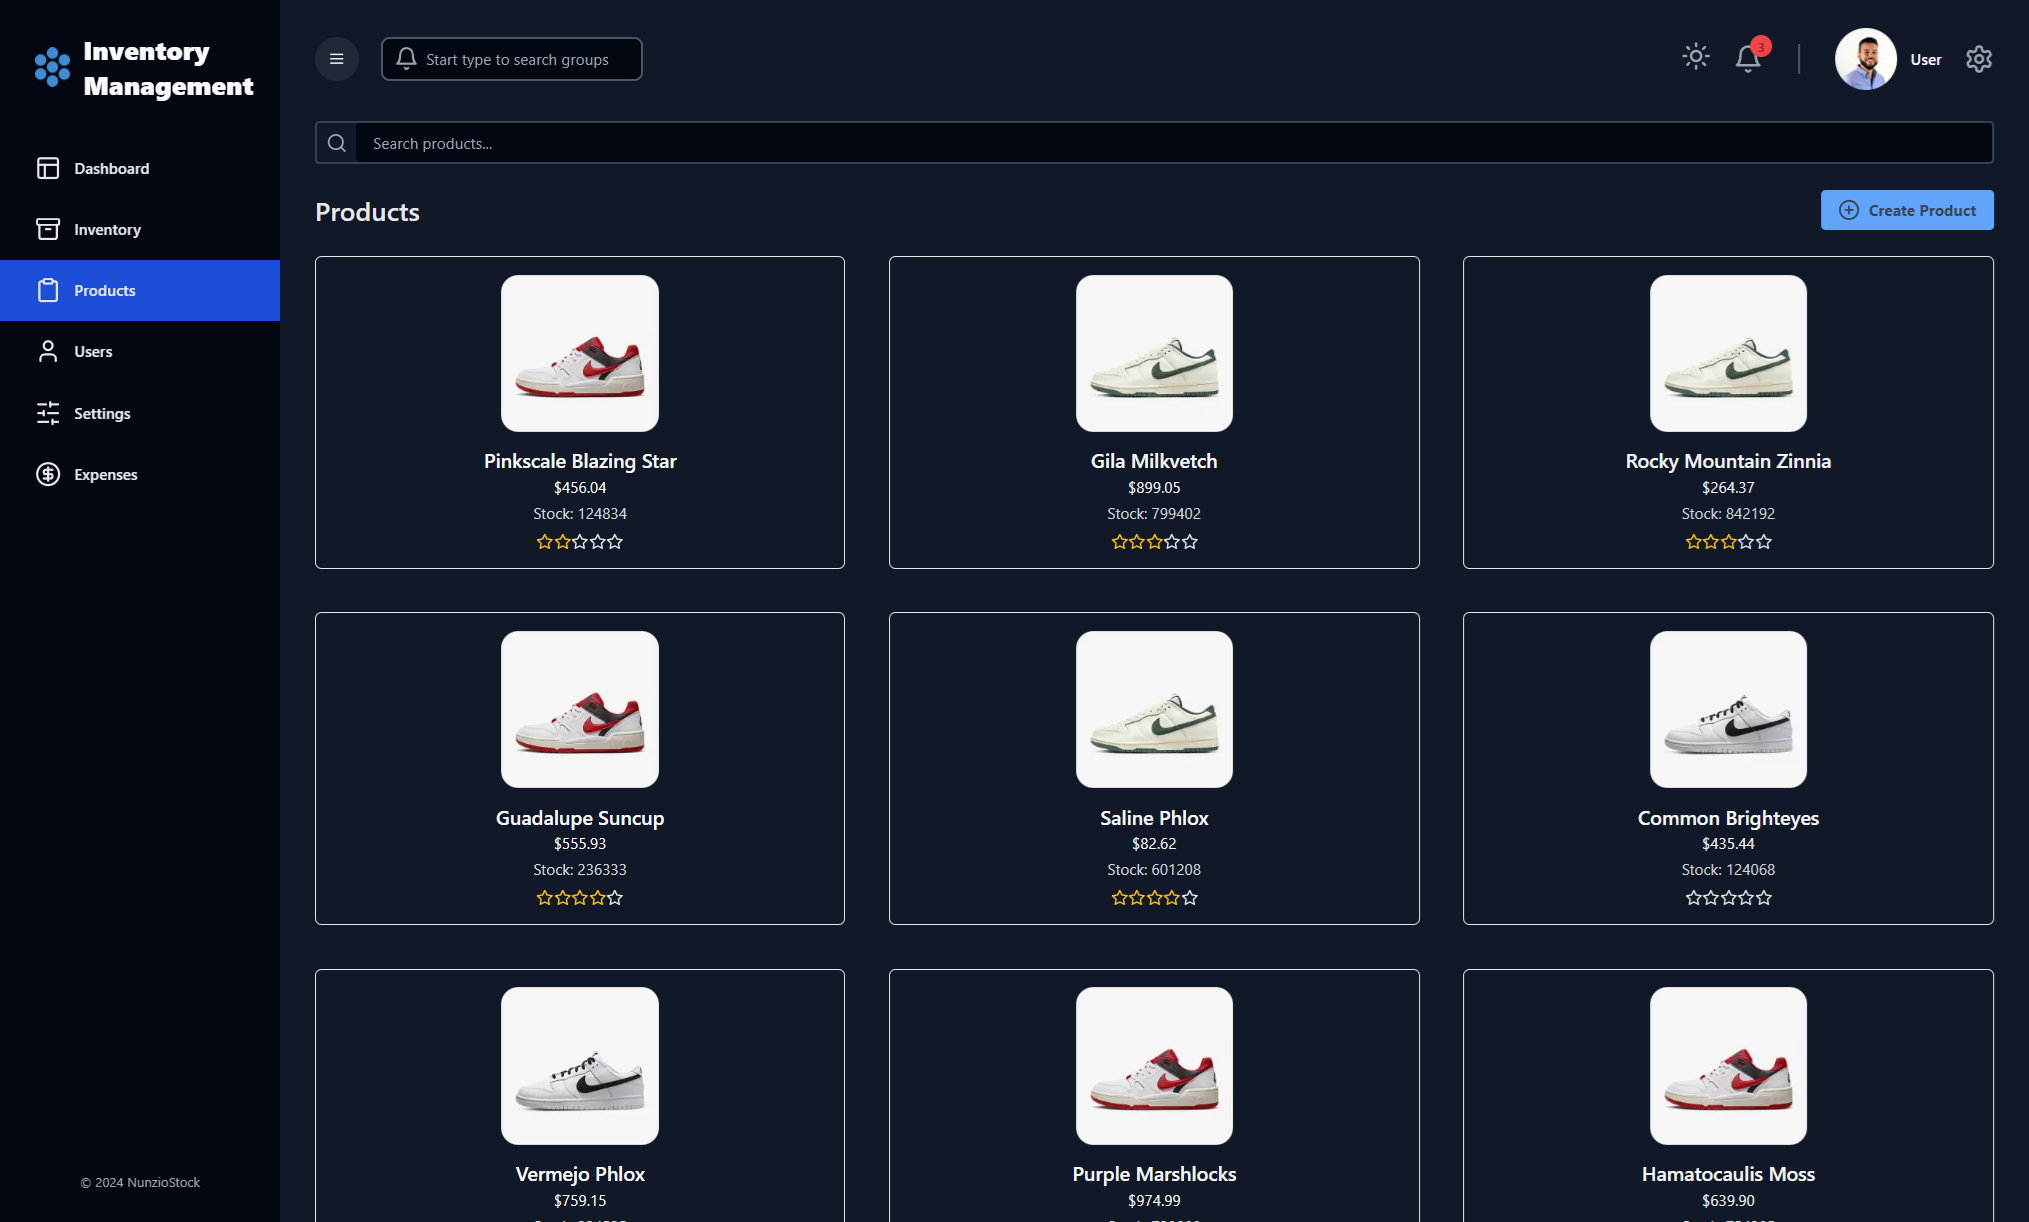 Inventory
Management
Start type to search groups
3
User
Search products...
Dashboard
Inventory
Products
Users
Settings
Expenses
© 2024 NunzioStock
Products
Create Product
Pinkscale Blazing Star
$456.04
Stock: 124834
Gila Milkvetch
$899.05
Stock: 799402
Rocky Mountain Zinnia
$264.37
Stock: 842192
Guadalupe Suncup
$555.93
Stock: 236333
Saline Phlox
$82.62
Stock: 601208
Common Brighteyes
$435.44
Stock: 124068
Vermejo Phlox
$759.15
Purple Marshlocks
$974.99
Hamatocaulis Moss
$639.90